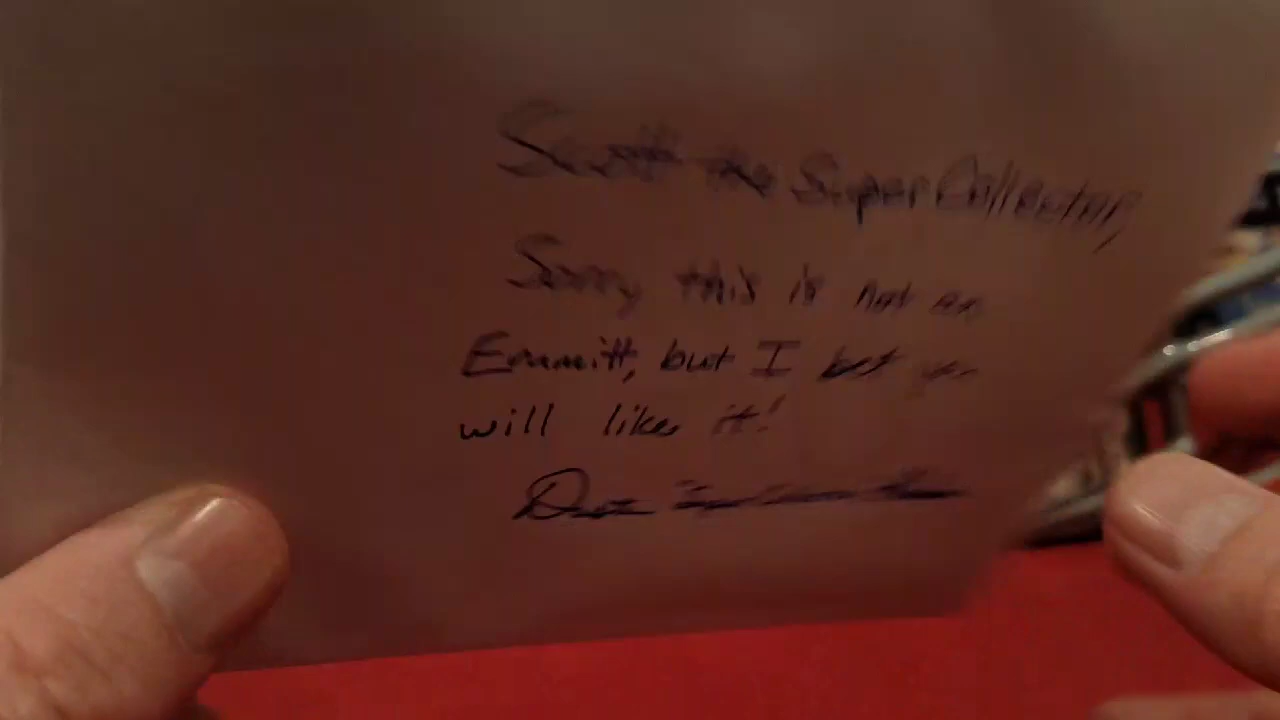 Scott the Super Collector,
Sorry this is not an
Emmitt, but I bet you
will like it!